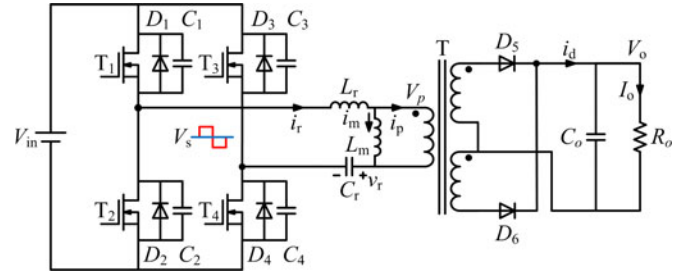 D1 C1 D3 C3
T1 T3 T D5 id Vo
Lr Vp Io
Vin Vs ir im ip Co Ro
Lm
- + vr
Cr
T2 T4
D6
D2 C2 D4 C4